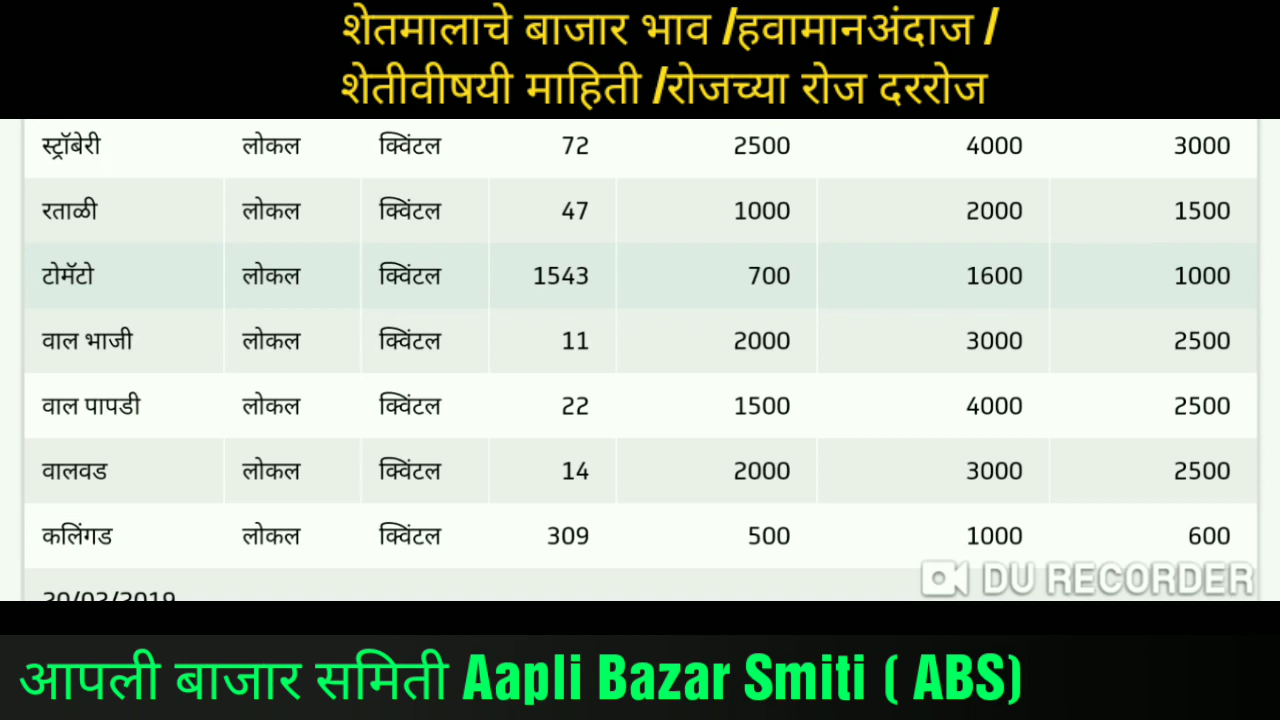 शेतमालाचे बाजार भाव /हवामानअंदाज /
शेतीवीषयी माहिती /रोजच्या रोज दररोज
स्ट्रॉबेरी लोकल क्विंटल 72 2500 4000 3000
रताळी लोकल क्विंटल 47 1000 2000 1500
टोमॅटो लोकल क्विंटल 1543 700 1600 1000
वाल भाजी लोकल क्विंटल 11 2000 3000 2500
वाल पापडी लोकल क्विंटल 22 1500 4000 2500
वालवड लोकल क्विंटल 14 2000 3000 2500
कलिंगड लोकल क्विंटल 309 500 1000 600
DU RECORDER
आपली बाजार समिती Aapli Bazar Smiti ( ABS)